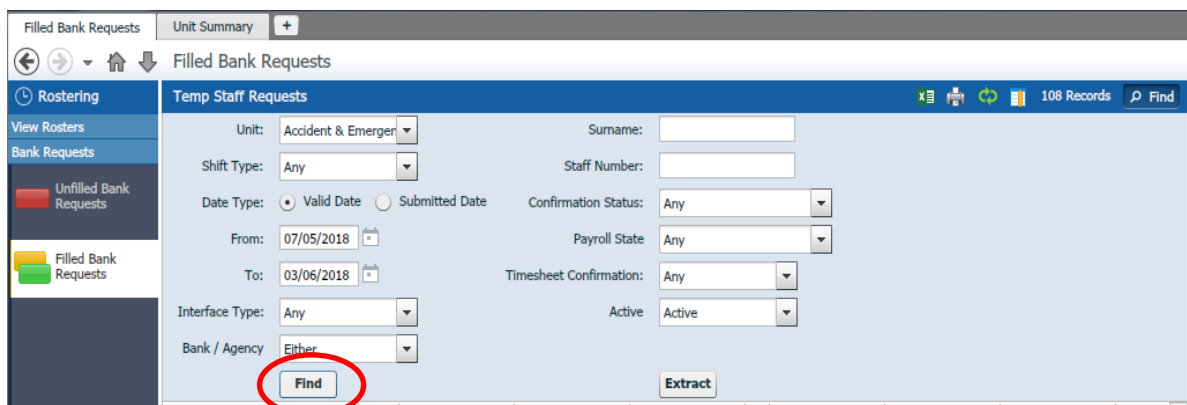 Filled Bank Requests Unit Summary +
Filled Bank Requests
Rostering Temp Staff Requests 108 Records Find
View Rosters
Bank Requests
Unfilled Bank
Requests
Filled Bank
Requests
Unit: Accident & Emergen Surname:
Shift Type: Any Staff Number:
Date Type: Valid Date Submitted Date Confirmation Status: Any
From: 07/05/2018 Payroll State Any
To: 03/06/2018 Timesheet Confirmation: Any
Interface Type: Any Active Active
Bank / Agency Either
Find Extract